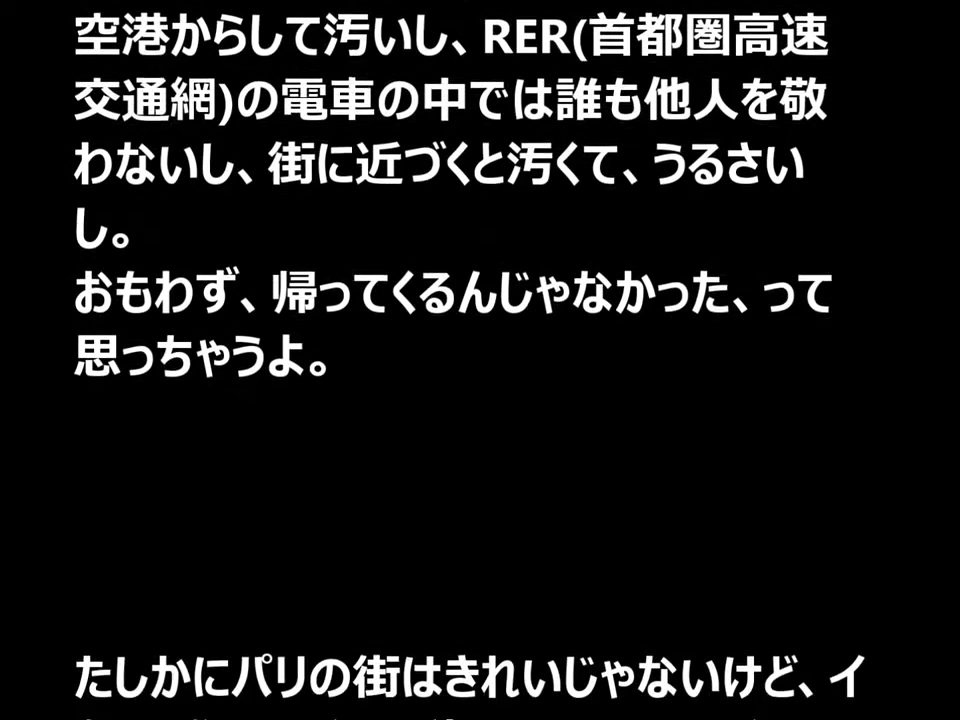 空港からして汚いし、RER(首都圏高速
交通網)の電車の中では誰も他人を敬
わないし、街に近づくと汚くて、うるさい
し。
おもわず、帰ってくるんじゃなかった、って
思っちゃうよ。
たしかにパリの街はきれいじゃないけど、イ